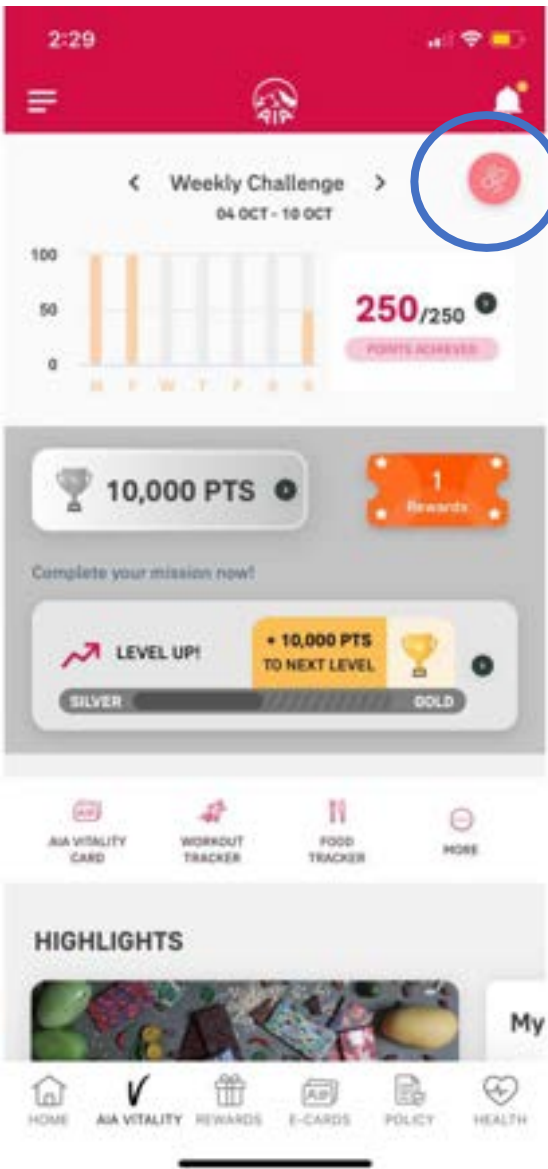 2:29
AIA
Weekly Challenge
04 OCT - 10 OCT
100
50
0
M T W T F S S
250/250
POINTS ACHIEVED
10,000 PTS
1
Rewards
Complete your mission now!
LEVEL UP!
+ 10,000 PTS
TO NEXT LEVEL
SILVER
GOLD
AIA VITALITY
CARD
WORKOUT
TRACKER
FOOD
TRACKER
MORE
HIGHLIGHTS
My
HOME
AIA VITALITY
REWARDS
E-CARDS
POLICY
HEALTH